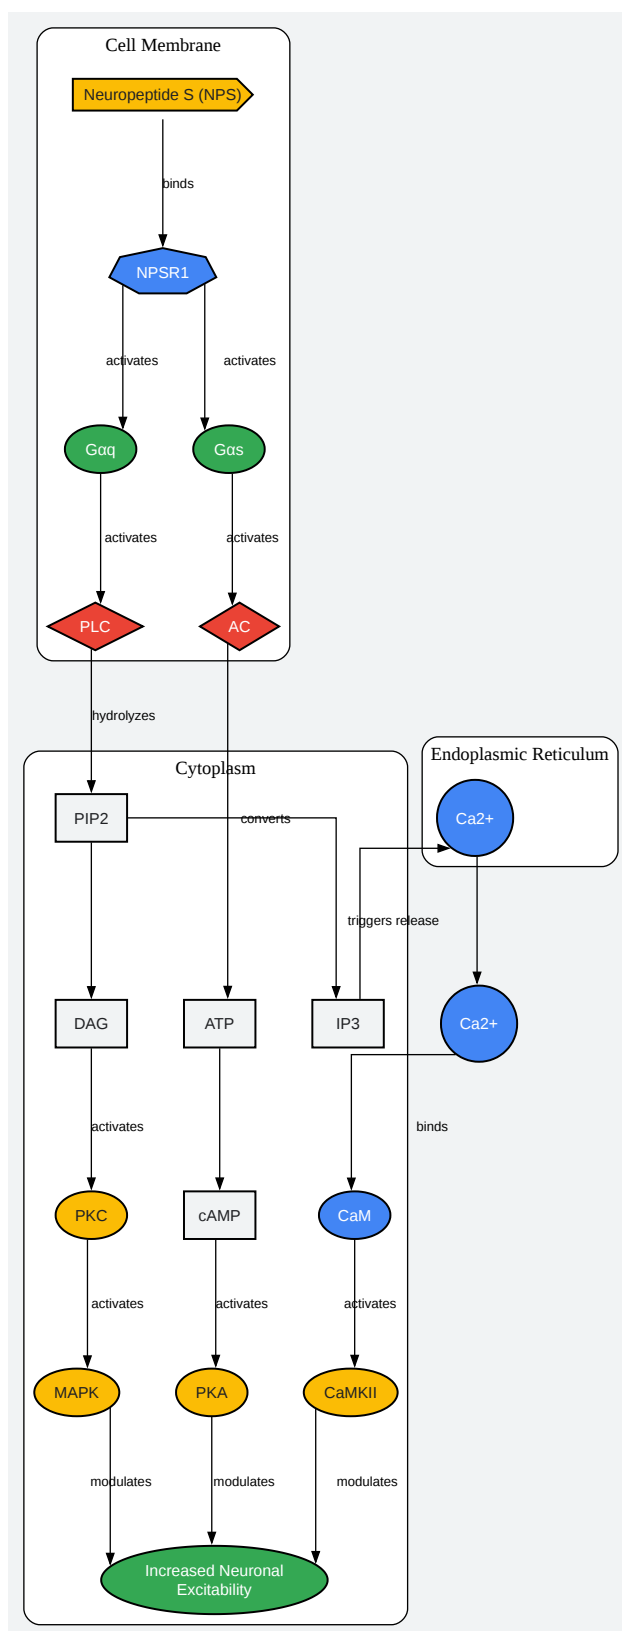 Cell Membrane
Neuropeptide S (NPS)
binds
NPSR1
activates
activates
Gαq
Gαs
activates
activates
PLC
AC
hydrolyzes
Endoplasmic Reticulum
Cytoplasm
PIP2
converts
Ca2+
triggers release
DAG
ATP
IP3
Ca2+
activates
binds
PKC
cAMP
CaM
activates
activates
activates
MAPK
PKA
CaMKII
modulates
modulates
modulates
Increased Neuronal
Excitability